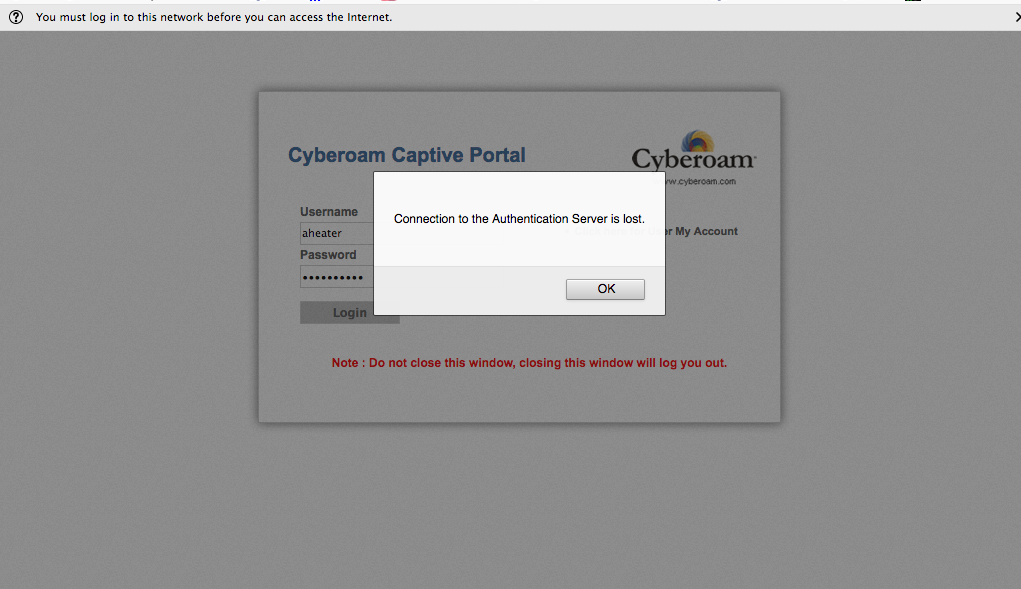 You must log in to this network before you can access the Internet.
Cyberoam Captive Portal
Cyberoam
.cyberoam.com
Connection to the Authentication Server is lost.
Username
aheater
My Account
Password
OK
Login
Note : Do not close this window, closing this window will log you out.